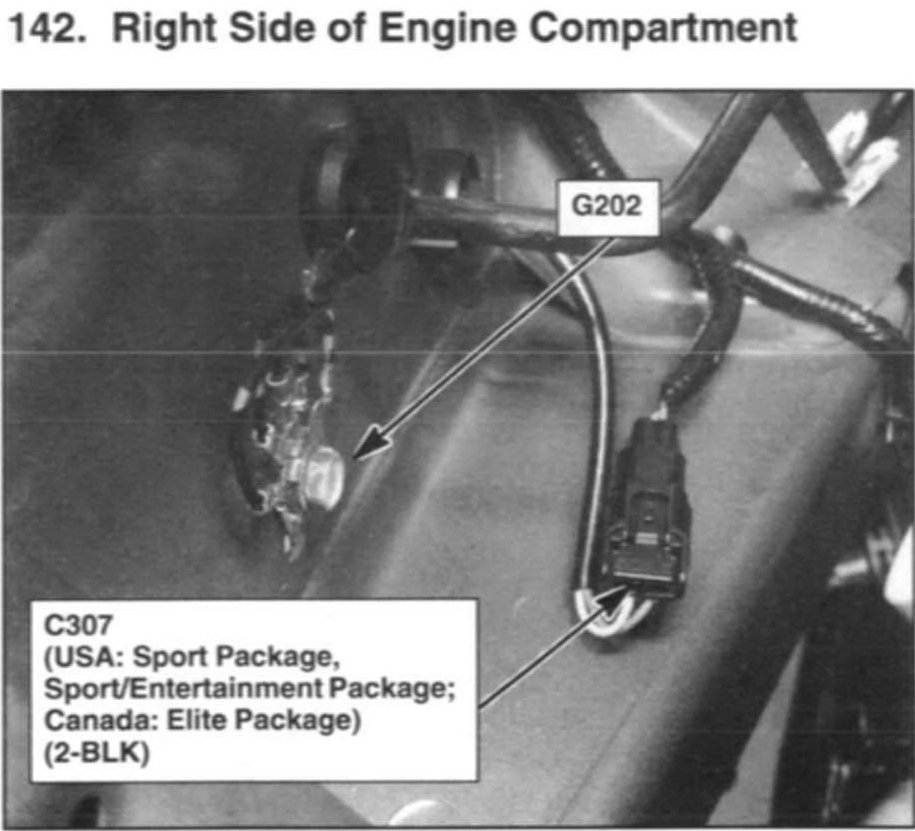 142. Right Side of Engine Compartment
G202
C307
(USA: Sport Package,
Sport/Entertainment Package;
Canada: Elite Package)
(2-BLK)